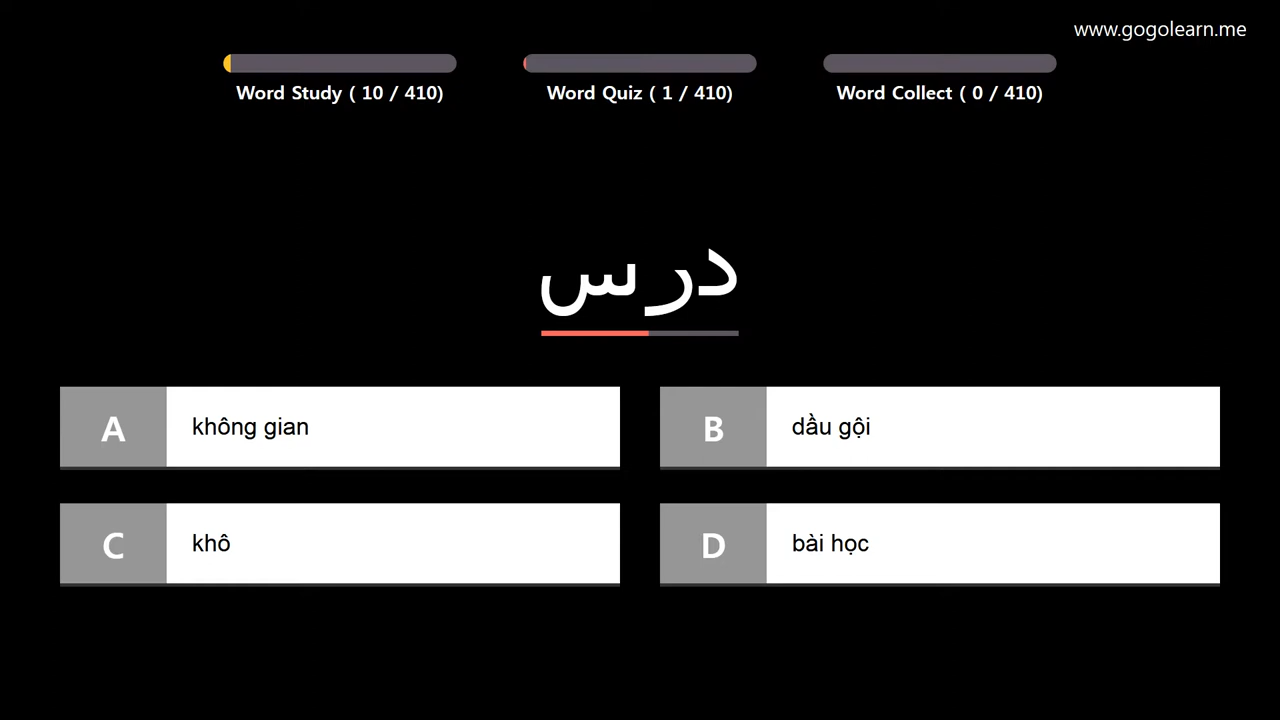 www.gogolearn.me
Word Study ( 10 / 410)
Word Quiz ( 1 / 410)
Word Collect ( 0 / 410)
درس
A
không gian
B
dầu gội
C
khô
D
bài học